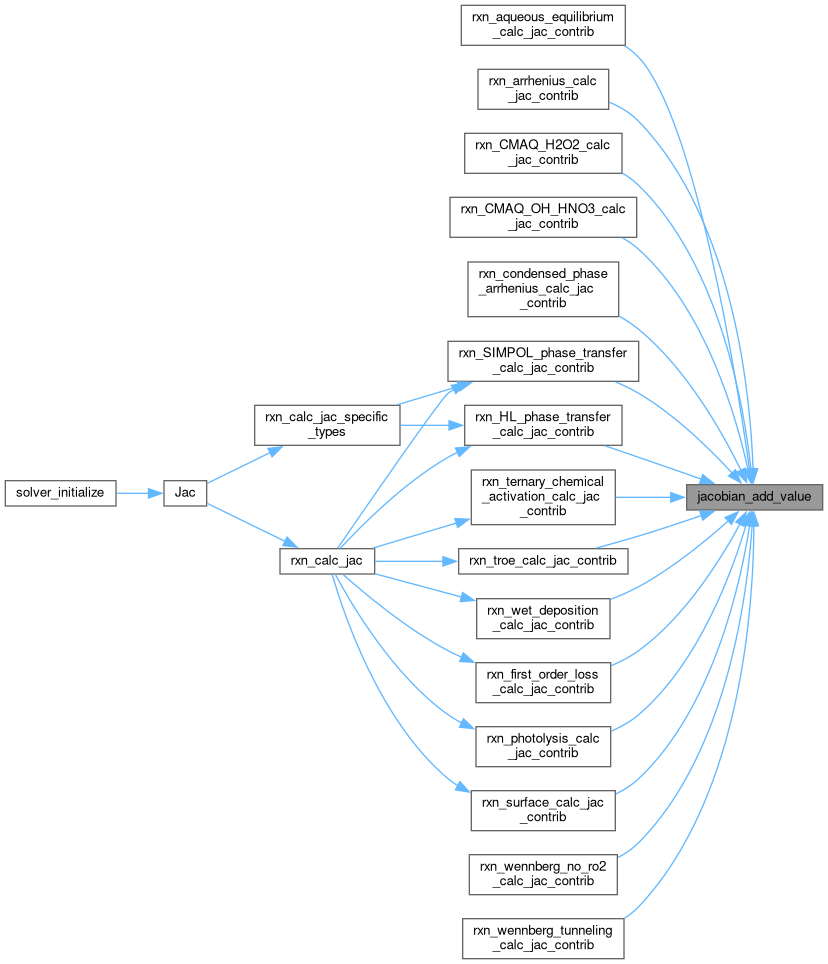 rxn_aqueous_equilibrium
_calc_jac_contrib
rxn_arrhenius_calc
_jac_contrib
rxn_CMAQ_H2O2_calc
_jac_contrib
rxn_CMAQ_OH_HNO3_calc
_jac_contrib
rxn_condensed_phase
_arrhenius_calc_jac
_contrib
rxn_SIMPOL_phase_transfer
_calc_jac_contrib
rxn_calc_jac_specific
_types
rxn_HL_phase_transfer
_calc_jac_contrib
solver_initialize
Jac
rxn_ternary_chemical
_activation_calc_jac
_contrib
jacobian_add_value
rxn_calc_jac
rxn_troe_calc_jac_contrib
rxn_wet_deposition
_calc_jac_contrib
rxn_first_order_loss
_calc_jac_contrib
rxn_photolysis_calc
_jac_contrib
rxn_surface_calc_jac
_contrib
rxn_wennberg_no_ro2
_calc_jac_contrib
rxn_wennberg_tunneling
_calc_jac_contrib